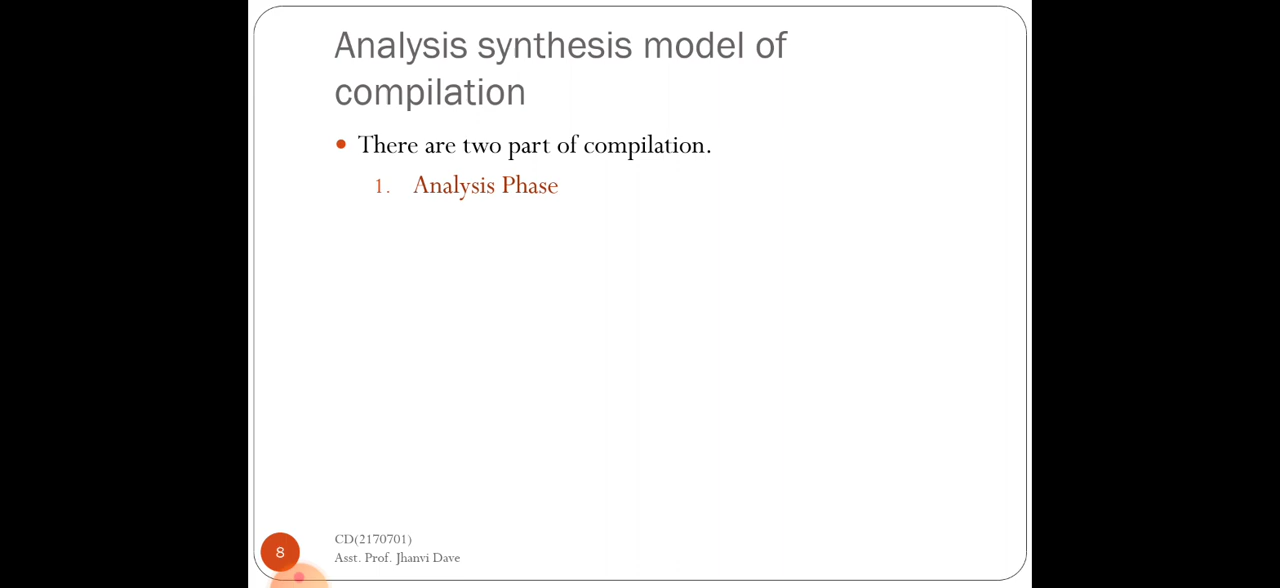 Analysis synthesis model of
compilation
• There are two part of compilation.
1. Analysis Phase
CD(2170701)
8
Asst. Prof. Jhanvi Dave